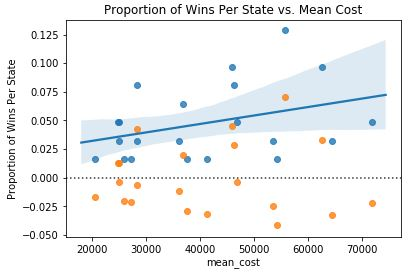 Proportion of Wins Per State vs. Mean Cost
Proportion of Wins Per State
0.125
0.100
0.075
0.050
0.025
0.000
−0.025
−0.050
20000 30000 40000 50000 60000 70000
mean_cost